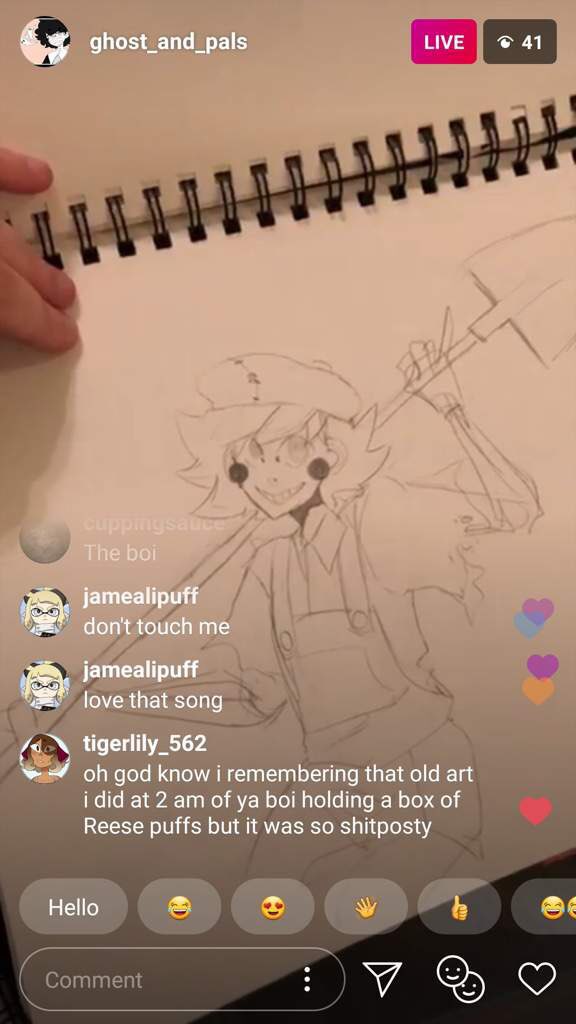 ghost_and_pals
LIVE
41
cuppingsauce
The boi
jamealipuff
don't touch me
jamealipuff
love that song
tigerlily_562
oh god know i remembering that old art
i did at 2 am of ya boi holding a box of
Reese puffs but it was so shitposty
Hello
Comment